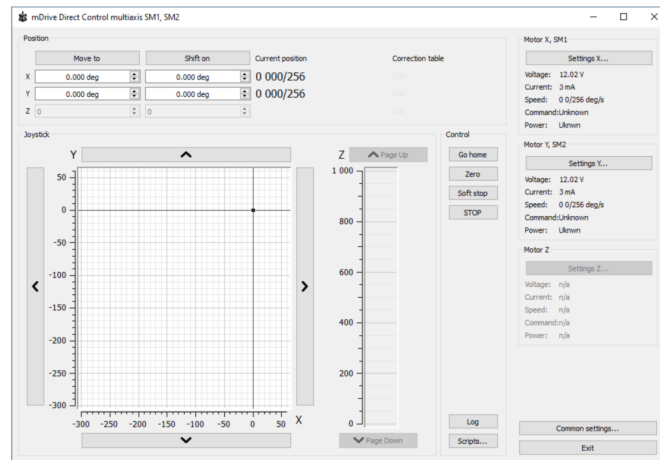 mDrive Direct Control multiaxis SM1, SM2
Position
Move to Shift on Current position Correction table
X 0.000 deg 0.000 deg 0 000/256
Y 0.000 deg 0.000 deg 0 000/256
Z 0 0
Joystick
Y
50
0
-50
-100
-150
-200
-250
-300
-300 -250 -200 -150 -100 -50 0 50 X
Z Page Up
1 000
800
600
400
200
0
Page Down
Control
Go home
Zero
Soft stop
STOP
Log
Scripts...
Motor X, SM1
Settings X...
Voltage: 12.02 V
Current: 3 mA
Speed: 0 0/256 deg/s
Command:Unknown
Power: Uknwn
Motor Y, SM2
Settings Y...
Voltage: 12.02 V
Current: 3 mA
Speed: 0 0/256 deg/s
Command:Unknown
Power: Uknwn
Motor Z
Settings Z...
Voltage: n/a
Current: n/a
Speed: n/a
Command:n/a
Power: n/a
Common settings...
Exit